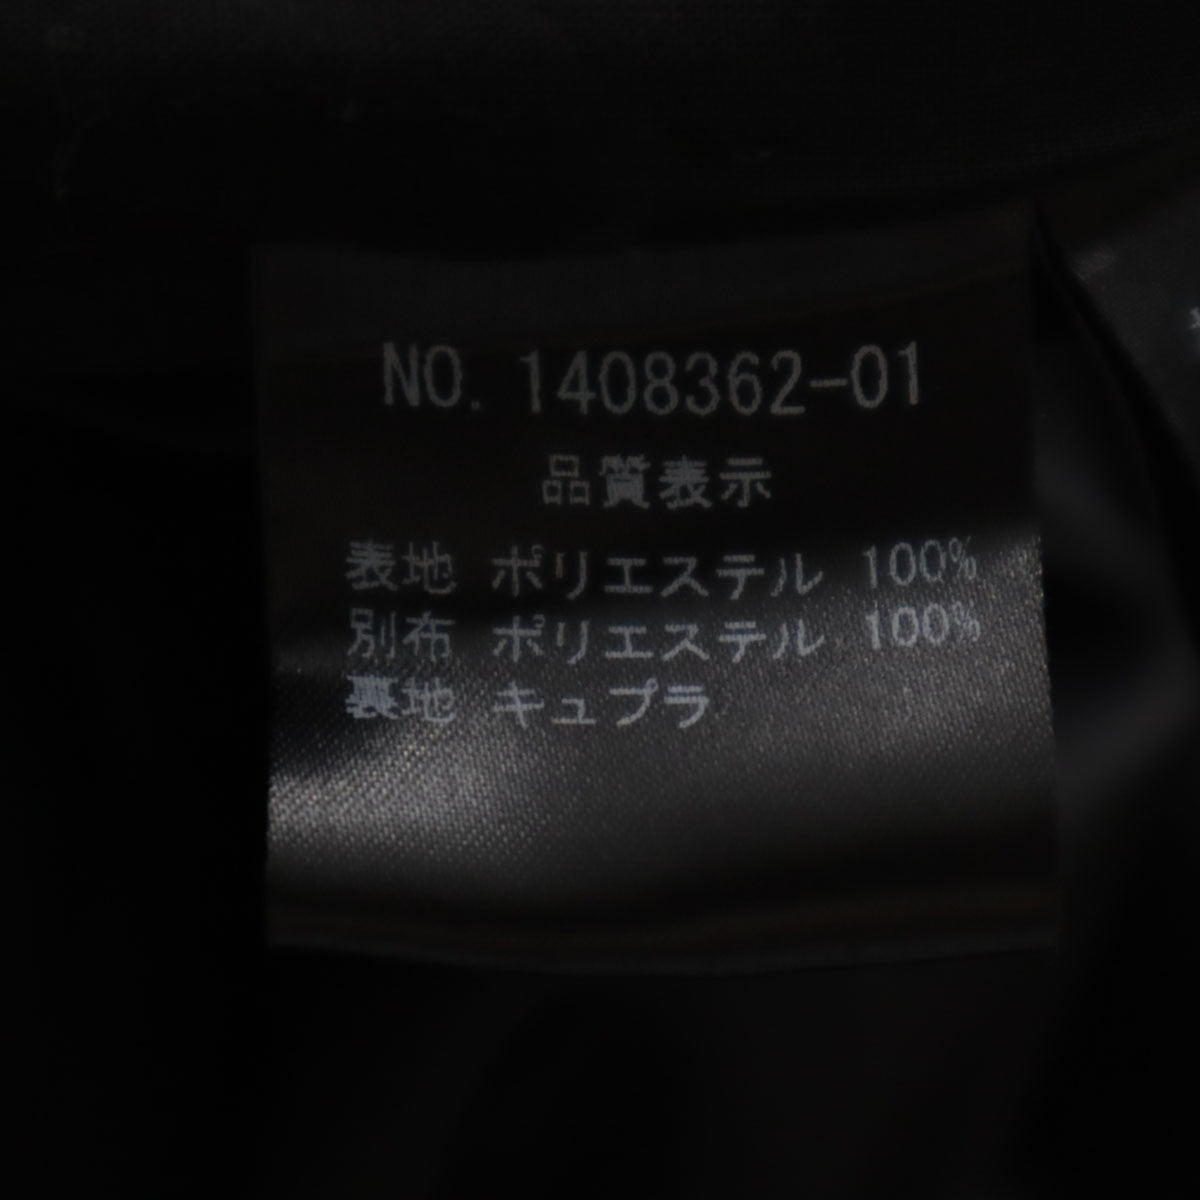 NO. 1408362-01
品質表示
表地 ポリエステル 100%
別布 ポリエステル 100%
裏地 キュプラ